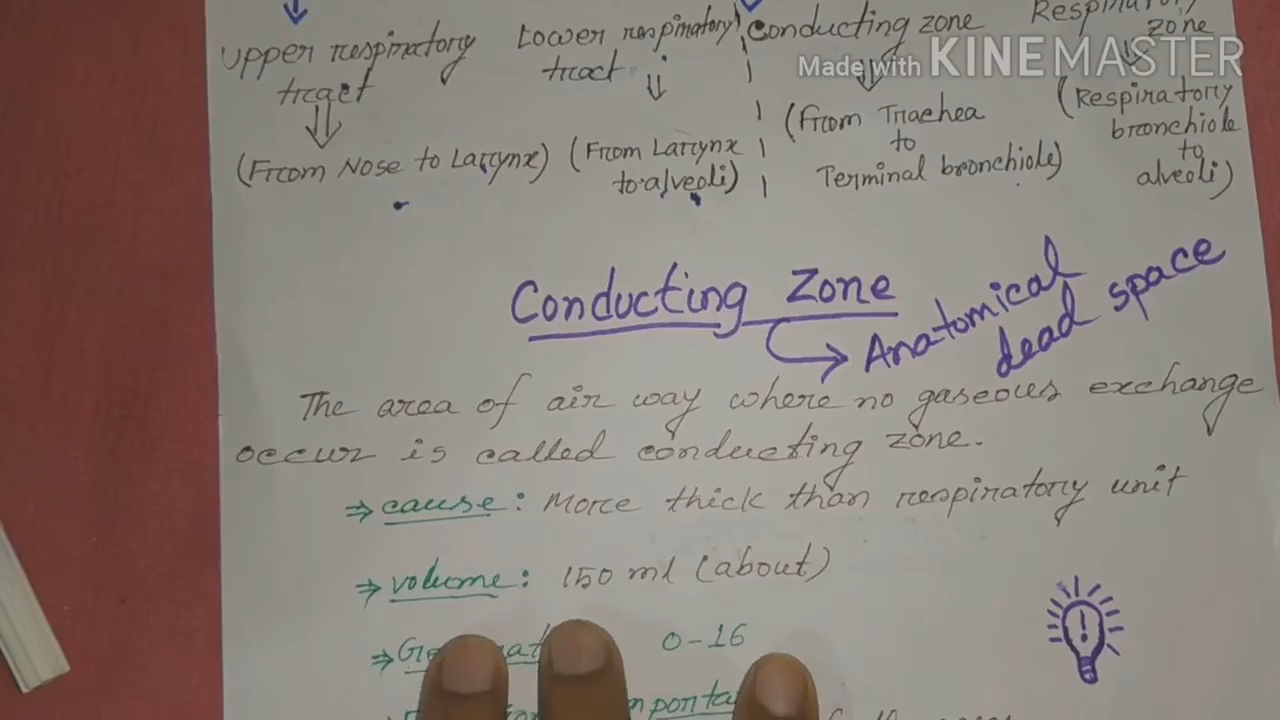 Upper respiratory
tract
(From Nose to Larynx)
Lower respiratory
tract
(From Larynx
to alveoli)
Conducting zone
(From Trachea
to
Terminal bronchiole)
Respiratory
zone
(Respiratory
bronchiole
to
alveoli)
Made with KINEMASTER
Conducting Zone
Anatomical
dead space
The area of air way where no gaseous exchange
occur is called conducting zone.
⇒ cause: More thick than respiratory unit
⇒ volume: 150 ml (about)
⇒ 0-16